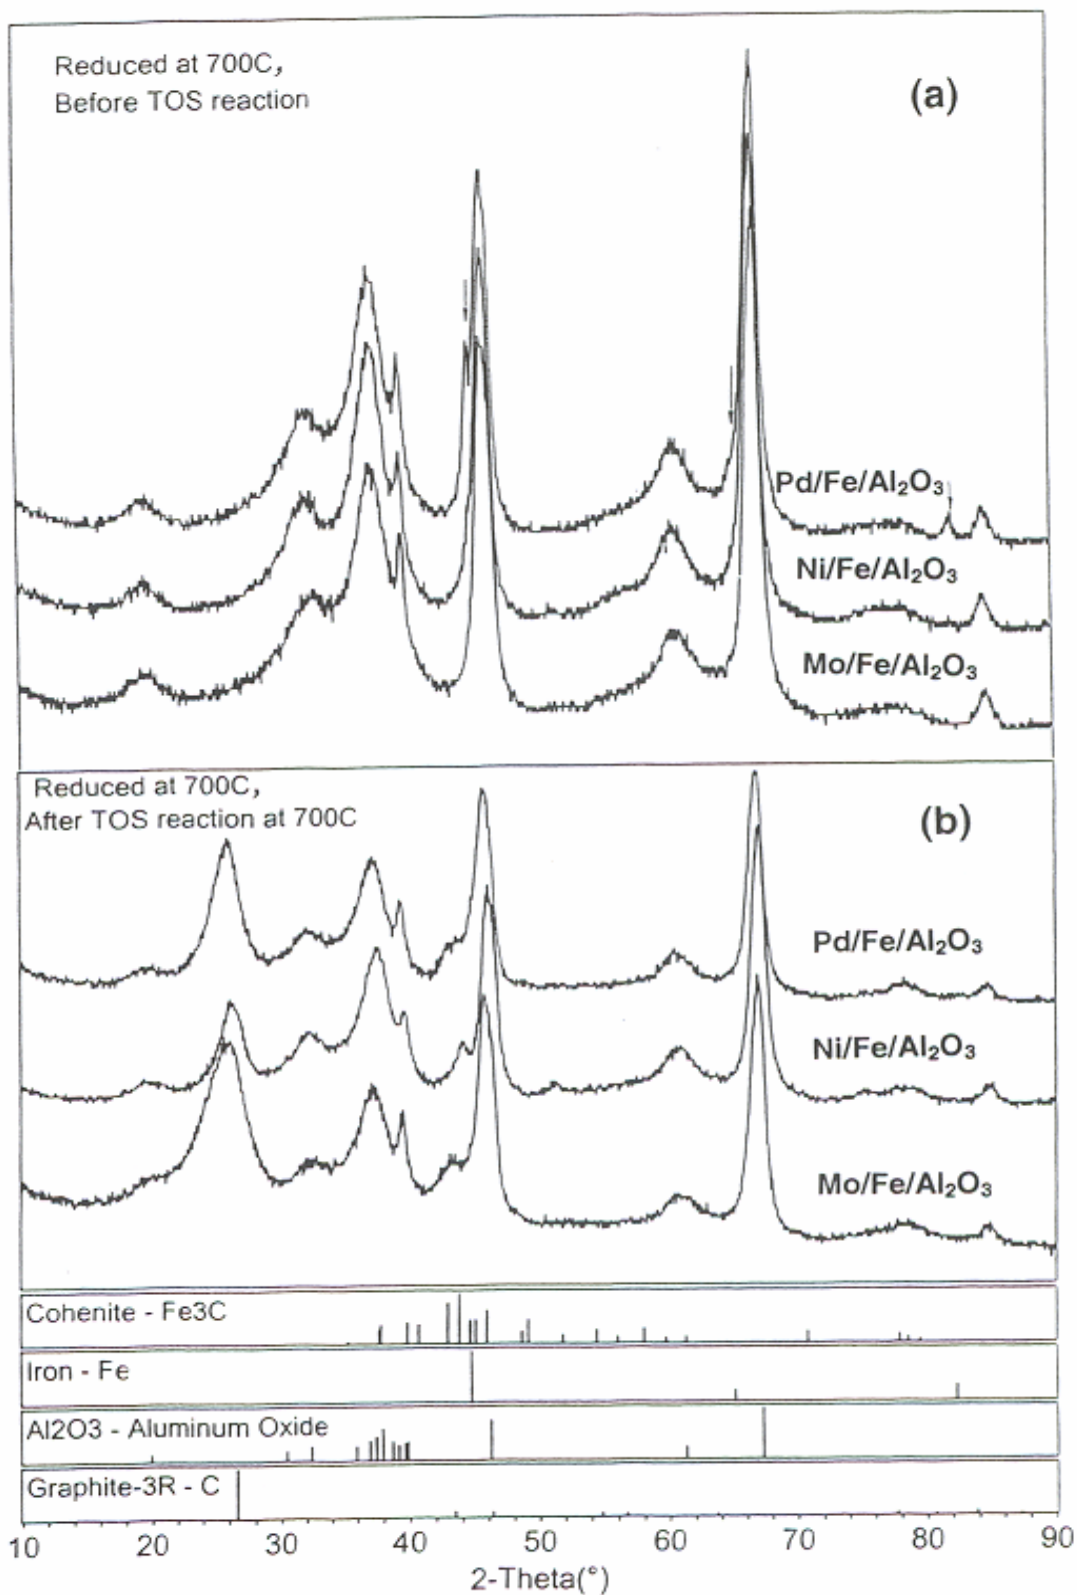 Reduced at 700C,
Before TOS reaction
(a)
Pd/Fe/Al₂O₃
Ni/Fe/Al₂O₃
Mo/Fe/Al₂O₃
Reduced at 700C,
After TOS reaction at 700C
(b)
Pd/Fe/Al₂O₃
Ni/Fe/Al₂O₃
Mo/Fe/Al₂O₃
Cohenite - Fe3C
Iron - Fe
Al2O3 - Aluminum Oxide
Graphite-3R - C
10 20 30 40 50 60 70 80 90
2-Theta(°)